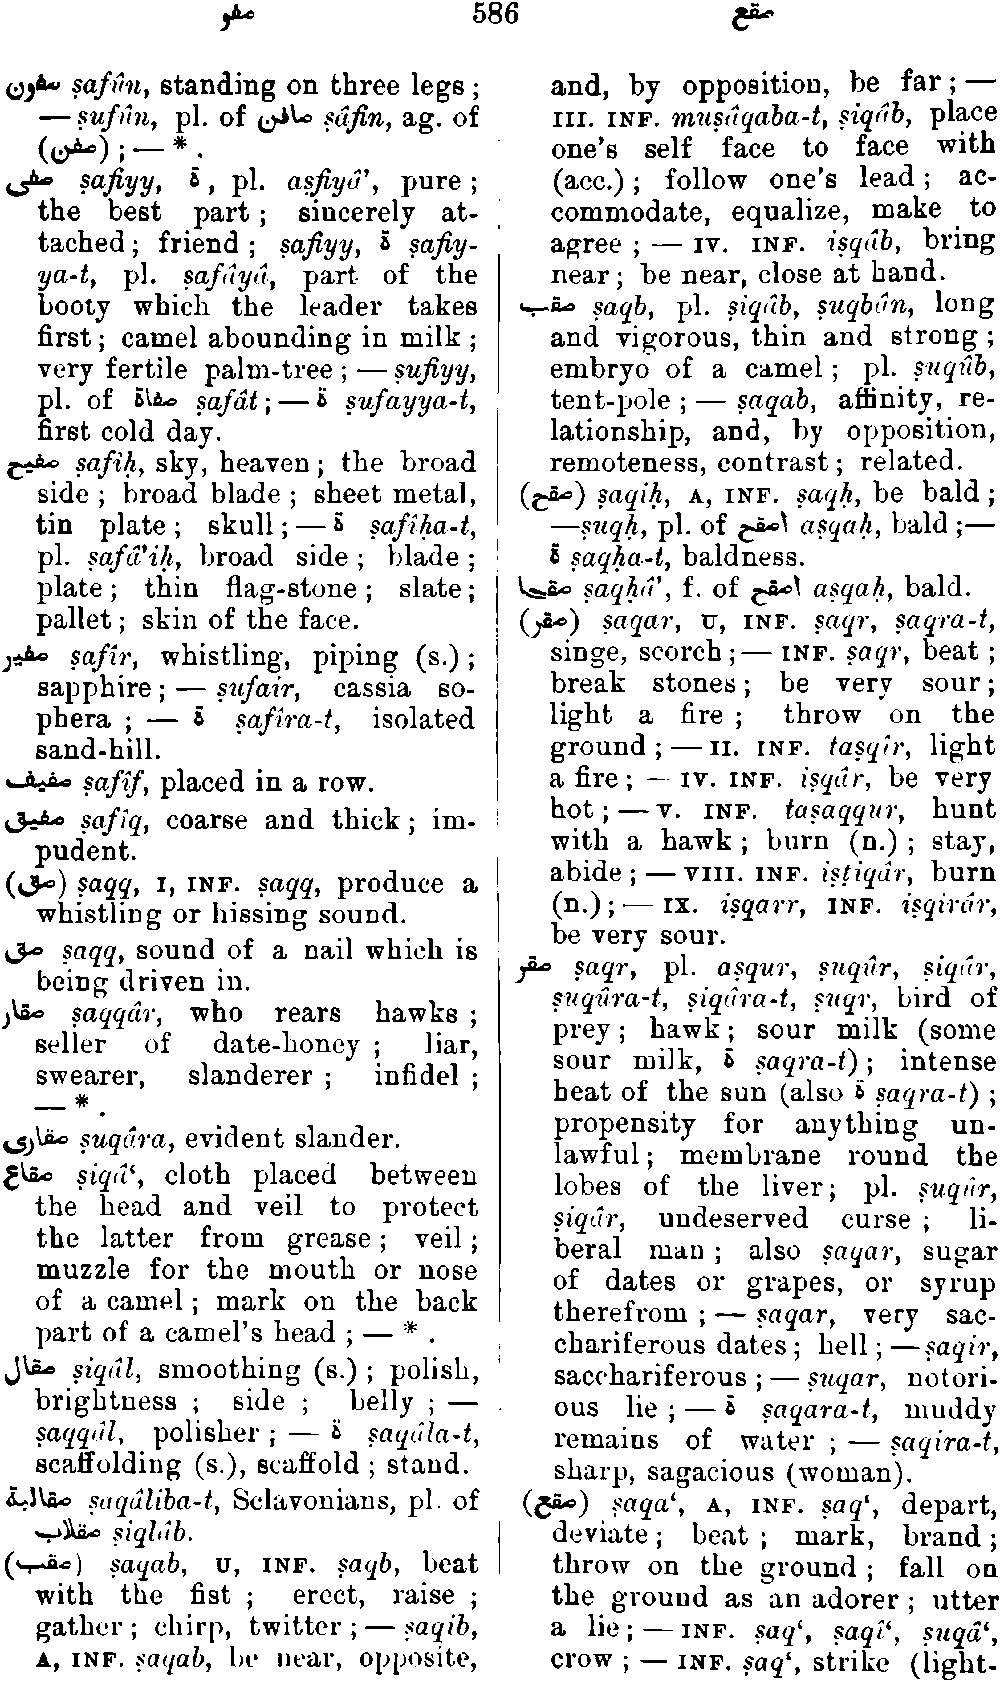 صفو 586 صقع
صفون ṣafûn, standing on three legs ;
— ṣufûn, pl. of صافن ṣâfin, ag. of
(صفن) ; — * .
صفى ṣafiyy, ة, pl. aṣfiyâ’, pure ;
the best part ; sincerely at-
tached ; friend ; ṣafiyy, ة ṣafiy-
ya-t, pl. ṣafâyâ, part of the
booty which the leader takes
first ; camel abounding in milk ;
very fertile palm-tree ; — ṣufiyy,
pl. of صفاة ṣafât ; — ة ṣufayya-t,
first cold day.
صفيح ṣafîḥ, sky, heaven ; the broad
side ; broad blade ; sheet metal,
tin plate ; skull ; — ة ṣafîḥa-t,
pl. ṣafâ’iḥ, broad side ; blade ;
plate ; thin flag-stone ; slate ;
pallet ; skin of the face.
صفير ṣafîr, whistling, piping (s.) ;
sapphire ; — ṣufair, cassia so-
phera ; — ة ṣafîra-t, isolated
sand-hill.
صفيف ṣafîf, placed in a row.
صفيق ṣafîq, coarse and thick ; im-
pudent.
(صق) ṣaqq, I, INF. ṣaqq, produce a
whistling or hissing sound.
صق ṣaqq, sound of a nail which is
being driven in.
صقار ṣaqqâr, who rears hawks ;
seller of date-honey ; liar,
swearer, slanderer ; infidel ;
— * .
صقارى ṣuqâra, evident slander.
صقاع ṣiqâ‘, cloth placed between
the head and veil to protect
the latter from grease ; veil ;
muzzle for the mouth or nose
of a camel ; mark on the back
part of a camel’s head ; — * .
صقال ṣiqâl, smoothing (s.) ; polish,
brightness ; side ; belly ; —
ṣaqqâl, polisher ; — ة ṣaqâla-t,
scaffolding (s.), scaffold ; stand.
صقالبة ṣaqâliba-t, Sclavonians, pl. of
صقلاب ṣiqlâb.
(صقب) ṣaqab, U, INF. ṣaqb, beat
with the fist ; erect, raise ;
gather ; chirp, twitter ; — ṣaqib,
A, INF. ṣaqab, be near, opposite,
and, by opposition, be far ; —
III. INF. muṣâqaba-t, ṣiqâb, place
one’s self face to face with
(acc.) ; follow one’s lead ; ac-
commodate, equalize, make to
agree ; — IV. INF. iṣqâb, bring
near ; be near, close at hand.
صقب ṣaqb, pl. ṣiqâb, ṣuqbân, long
and vigorous, thin and strong ;
embryo of a camel ; pl. ṣuqûb,
tent-pole ; — ṣaqab, affinity, re-
lationship, and, by opposition,
remoteness, contrast ; related.
(صقح) ṣaqiḥ, A, INF. ṣaqḥ, be bald ;
— ṣuqḥ, pl. of اصقح aṣqaḥ, bald ; —
ة ṣaqḥa-t, baldness.
صقحا ṣaqḥâ’, f. of اصقح aṣqaḥ, bald.
(صقر) ṣaqar, U, INF. ṣaqr, ṣaqra-t,
singe, scorch ; — INF. ṣaqr, beat ;
break stones ; be very sour ;
light a fire ; throw on the
ground ; — II. INF. taṣqîr, light
a fire ; — IV. INF. iṣqâr, be very
hot ; — V. INF. taṣaqqur, hunt
with a hawk ; burn (n.) ; stay,
abide ; — VIII. INF. iṣṭiqâr, burn
(n.) ; — IX. iṣqarr, INF. iṣqirâr,
be very sour.
صقر ṣaqr, pl. aṣqur, ṣuqûr, ṣiqâr,
ṣuqûra-t, ṣiqâra-t, ṣuqr, bird of
prey ; hawk ; sour milk (some
sour milk, ة ṣaqra-t) ; intense
heat of the sun (also ة ṣaqra-t) ;
propensity for anything un-
lawful ; membrane round the
lobes of the liver ; pl. ṣuqûr,
ṣiqâr, undeserved curse ; li-
beral man ; also ṣaqar, sugar
of dates or grapes, or syrup
therefrom ; — ṣaqar, very sac-
chariferous dates ; hell ; — ṣaqir,
sacchariferous ; — ṣuqar, notori-
ous lie ; — ة ṣaqara-t, muddy
remains of water ; — ṣaqira-t,
sharp, sagacious (woman).
(صقع) ṣaqa‘, A, INF. ṣaq‘, depart,
deviate ; beat ; mark, brand ;
throw on the ground ; fall on
the ground as an adorer ; utter
a lie ; — INF. ṣaq‘, ṣaqî‘, ṣuqâ‘,
crow ; — INF. ṣaq‘, strike (light-